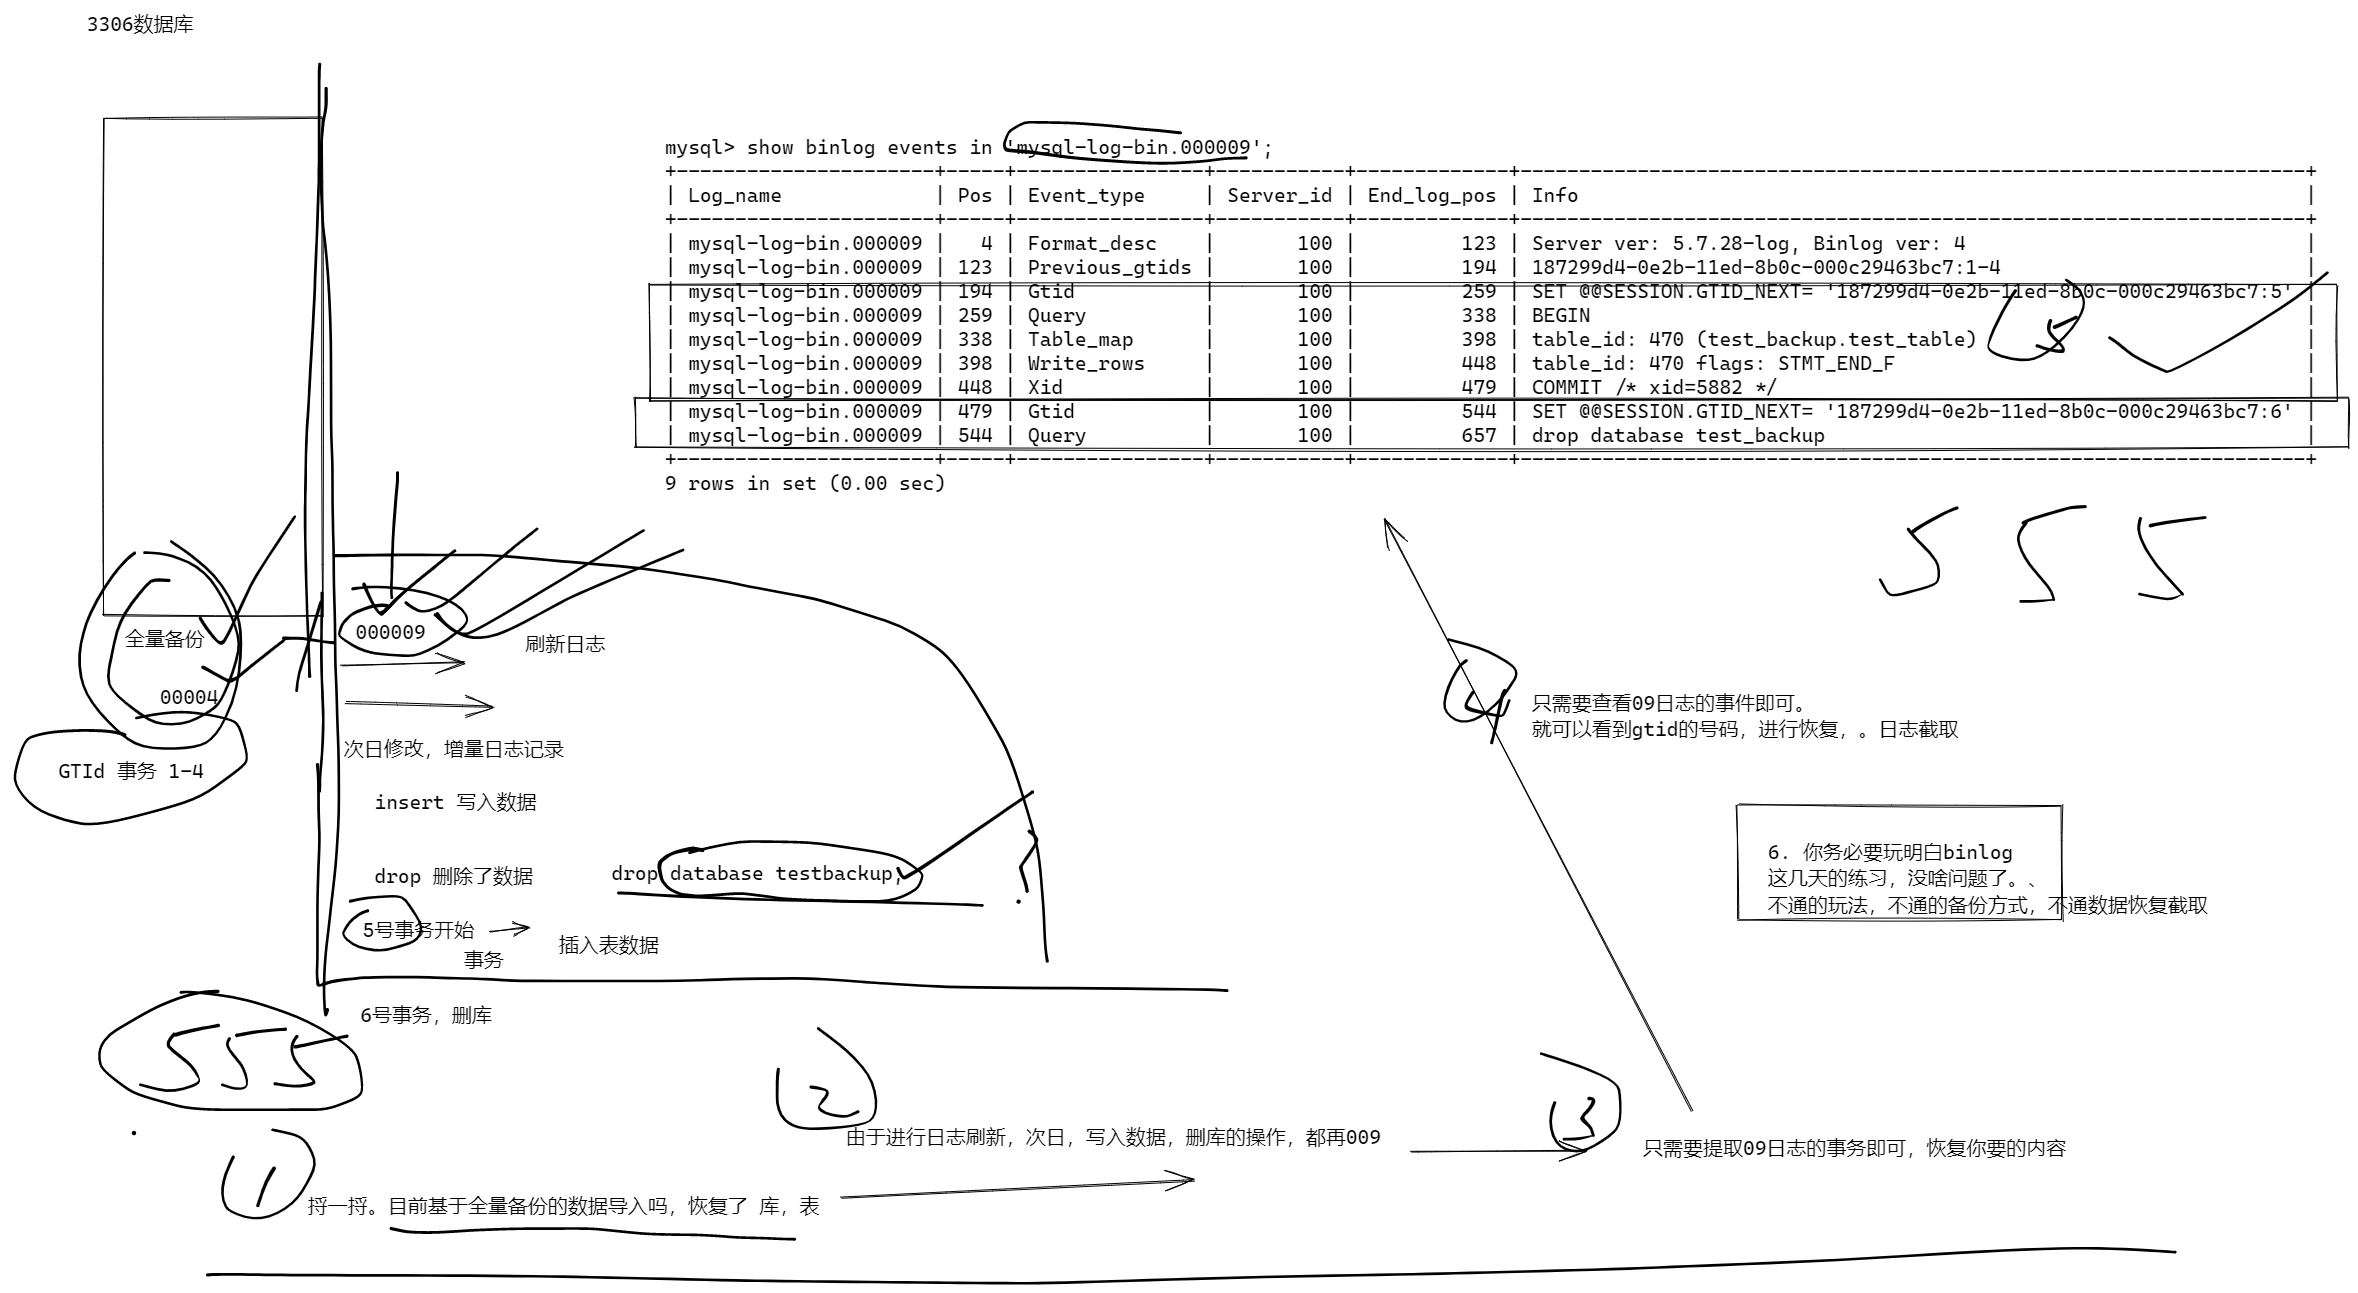 3306数据库
mysql> show binlog events in 'mysql-log-bin.000009';
+----------------------+-----+----------------+-----------+-------------+-------------------------------------------------------------------+
| Log_name | Pos | Event_type | Server_id | End_log_pos | Info |
+----------------------+-----+----------------+-----------+-------------+-------------------------------------------------------------------+
| mysql-log-bin.000009 | 4 | Format_desc | 100 | 123 | Server ver: 5.7.28-log, Binlog ver: 4 |
| mysql-log-bin.000009 | 123 | Previous_gtids | 100 | 194 | 187299d4-0e2b-11ed-8b0c-000c29463bc7:1-4 |
| mysql-log-bin.000009 | 194 | Gtid | 100 | 259 | SET @@SESSION.GTID_NEXT= '187299d4-0e2b-11ed-8b0c-000c29463bc7:5' |
| mysql-log-bin.000009 | 259 | Query | 100 | 338 | BEGIN |
| mysql-log-bin.000009 | 338 | Table_map | 100 | 398 | table_id: 470 (test_backup.test_table) |
5
| mysql-log-bin.000009 | 398 | Write_rows | 100 | 448 | table_id: 470 flags: STMT_END_F |
| mysql-log-bin.000009 | 448 | Xid | 100 | 479 | COMMIT /* xid=5882 */ |
| mysql-log-bin.000009 | 479 | Gtid | 100 | 544 | SET @@SESSION.GTID_NEXT= '187299d4-0e2b-11ed-8b0c-000c29463bc7:6' |
| mysql-log-bin.000009 | 544 | Query | 100 | 657 | drop database test_backup |
+----------------------+-----+----------------+-----------+-------------+-------------------------------------------------------------------+
9 rows in set (0.00 sec)
5 5 5
全量备份
000009
刷新日志
00004
GTId 事务 1-4
次日修改，增量日志记录
insert 写入数据
drop 删除了数据
drop database testbackup;
5号事务开始
事务
插入表数据
6号事务，删库
4
只需要查看09日志的事件即可。
就可以看到gtid的号码，进行恢复，。日志截取
6. 你务必要玩明白binlog
这几天的练习，没啥问题了。、
不通的玩法，不通的备份方式，不通数据恢复截取
5 5 5
1
捋一捋。目前基于全量备份的数据导入吗，恢复了 库，表
2
由于进行日志刷新，次日，写入数据，删库的操作，都再009
3
只需要提取09日志的事务即可，恢复你要的内容